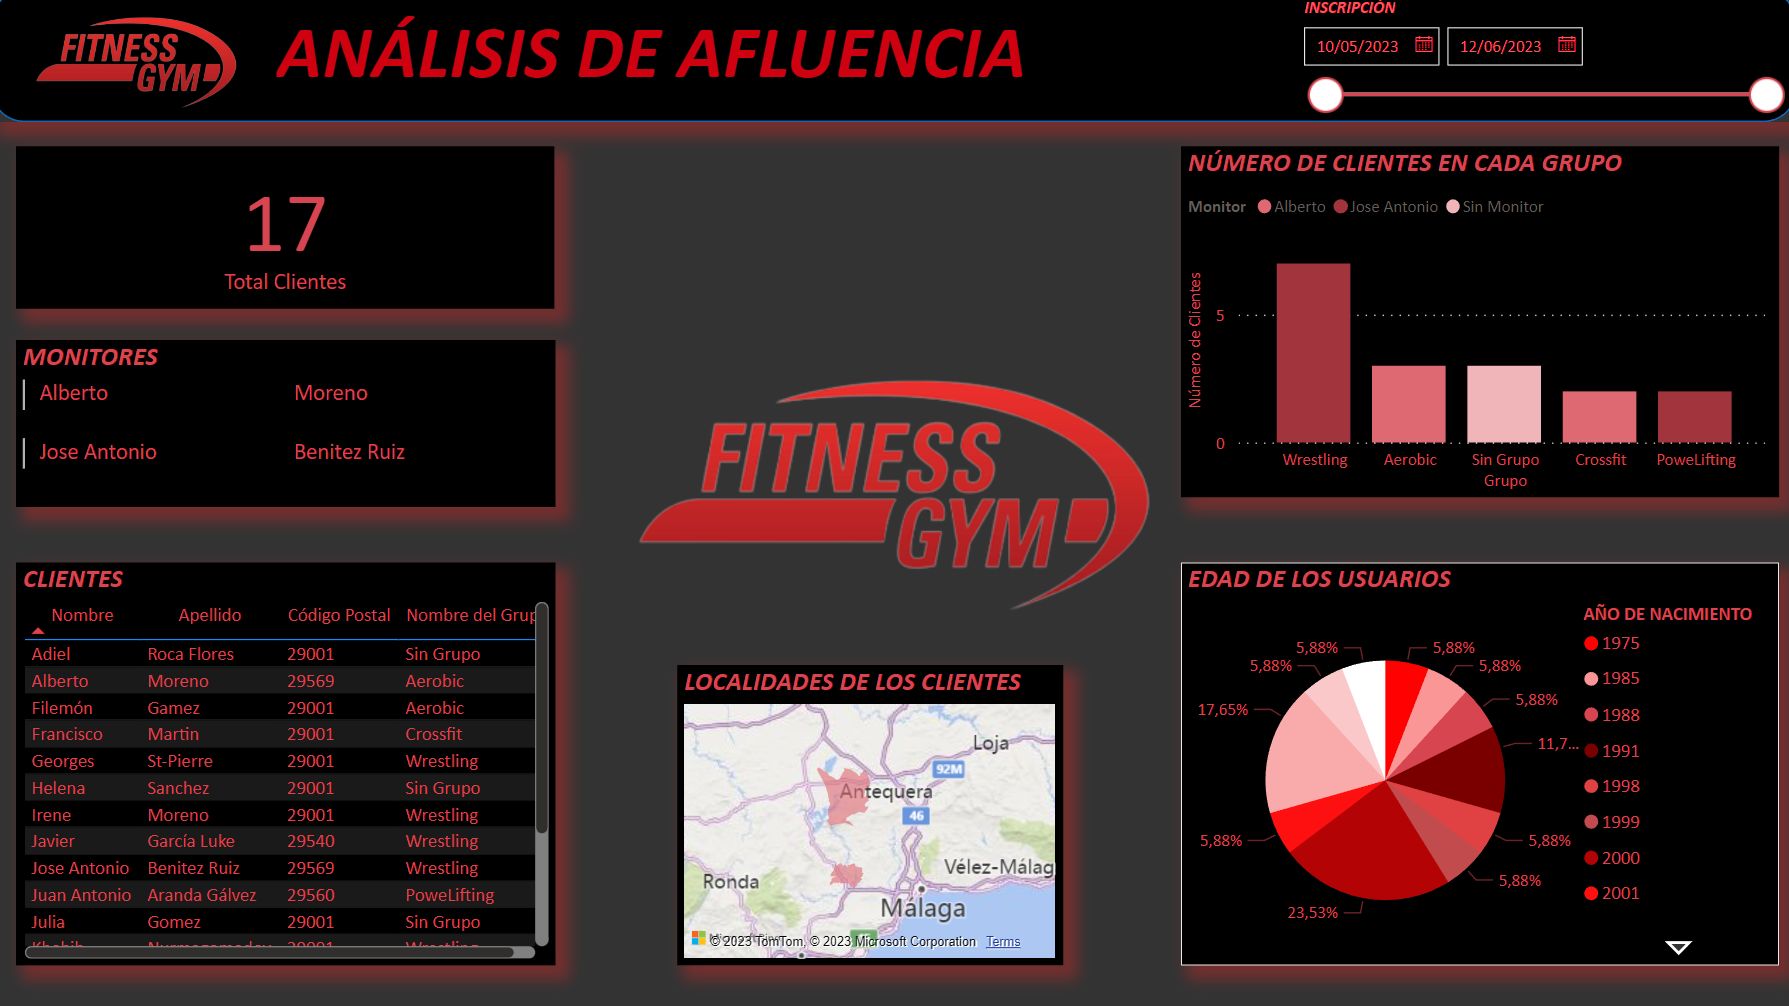 FITNESS
GYM
ANÁLISIS DE AFLUENCIA
INSCRIPCIÓN
10/05/2023
12/06/2023
17
Total Clientes
MONITORES
Alberto Moreno
Jose Antonio Benitez Ruiz
CLIENTES
Nombre Apellido Código Postal Nombre del Grup
Adiel Roca Flores 29001 Sin Grupo
Alberto Moreno 29569 Aerobic
Filemón Gamez 29001 Aerobic
Francisco Martin 29001 Crossfit
Georges St-Pierre 29001 Wrestling
Helena Sanchez 29001 Sin Grupo
Irene Moreno 29001 Wrestling
Javier García Luke 29540 Wrestling
Jose Antonio Benitez Ruiz 29569 Wrestling
Juan Antonio Aranda Gálvez 29560 PoweLifting
Julia Gomez 29001 Sin Grupo
FITNESS
GYM
LOCALIDADES DE LOS CLIENTES
Loja
92M
Antequera
46
Vélez-Málag
Ronda
Málaga
© 2023 TomTom, © 2023 Microsoft Corporation Terms
NÚMERO DE CLIENTES EN CADA GRUPO
Monitor Alberto Jose Antonio Sin Monitor
Número de Clientes
5
0
Wrestling Aerobic Sin Grupo Crossfit PoweLifting
Grupo
EDAD DE LOS USUARIOS
AÑO DE NACIMIENTO
1975
1985
1988
1991
1998
1999
2000
2001
5,88%
5,88%
5,88%
11,7...
5,88%
5,88%
23,53%
5,88%
17,65%
5,88%
5,88%